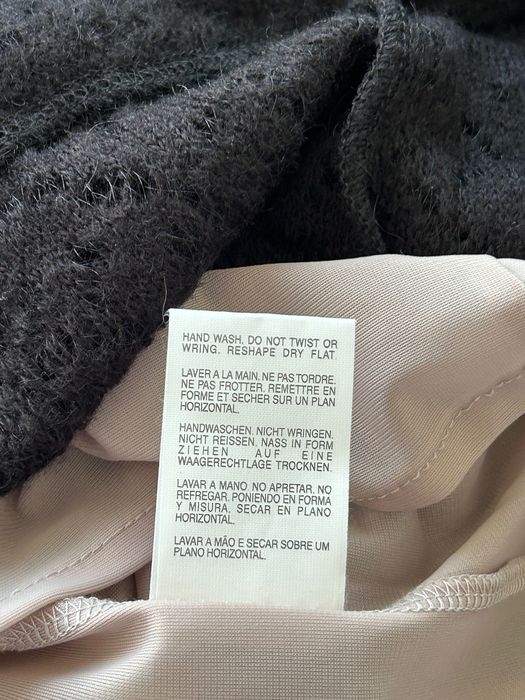 HAND WASH. DO NOT TWIST OR
WRING. RESHAPE DRY FLAT.
LAVER A LA MAIN, NE PAS TORDRE.
NE PAS FROTTER. REMETTRE EN
FORME ET SECHER SUR UN PLAN
HORIZONTAL.
HANDWASCHEN. NICHT WRINGEN.
NICHT REISSEN. NASS IN FORM
ZIEHEN AUF EINE
WAAGERECHTLAGE TROCKNEN.
LAVAR A MANO. NO APRETAR. NO
REFREGAR. PONIENDO EN FORMA
Y MISURA, SECAR EN PLANO
HORIZONTAL.
LAVAR A MÃO E SECAR SOBRE UM
PLANO HORIZONTAL.